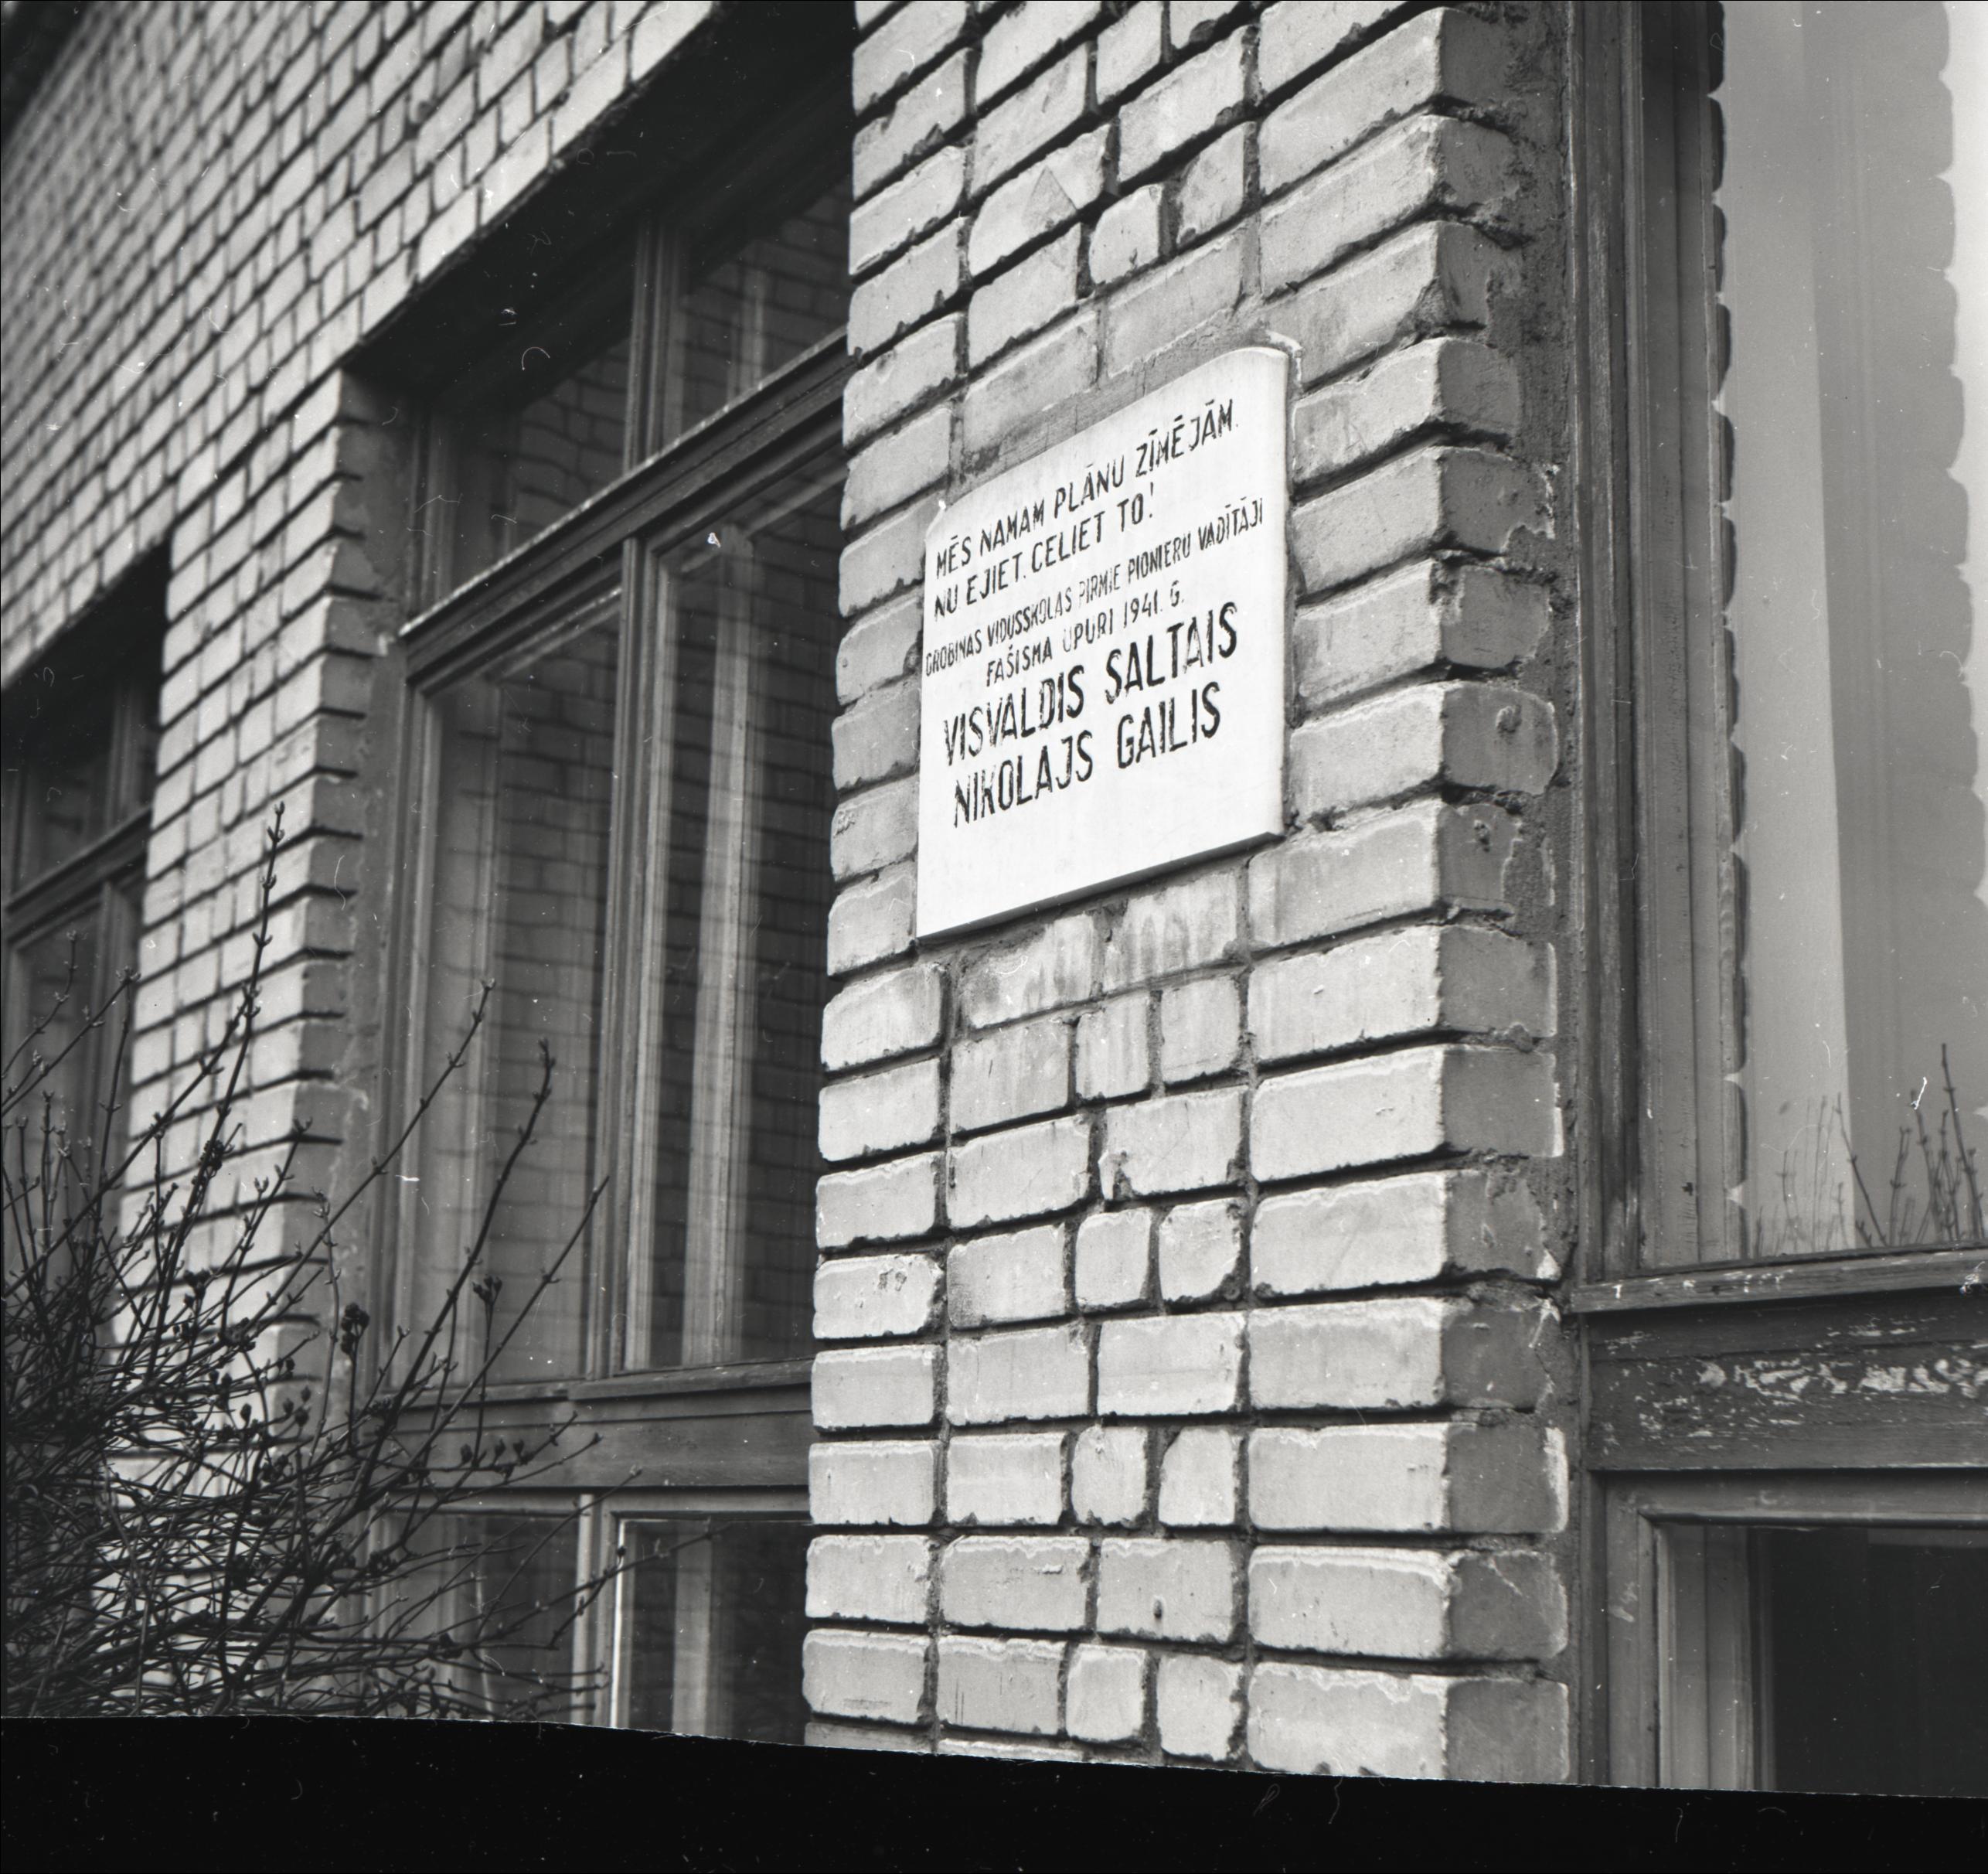 MĒS NAMAM PLĀNU ZĪMĒJĀM.
NU EJIET. CELIET TO!
GROBIŅAS VIDUSSKOLAS PIRMIE PIONIERU VADĪTĀJI
FAŠISMA UPURI 1941. G.
VISVALDIS SALTAIS
NIKOLAJS GAILIS